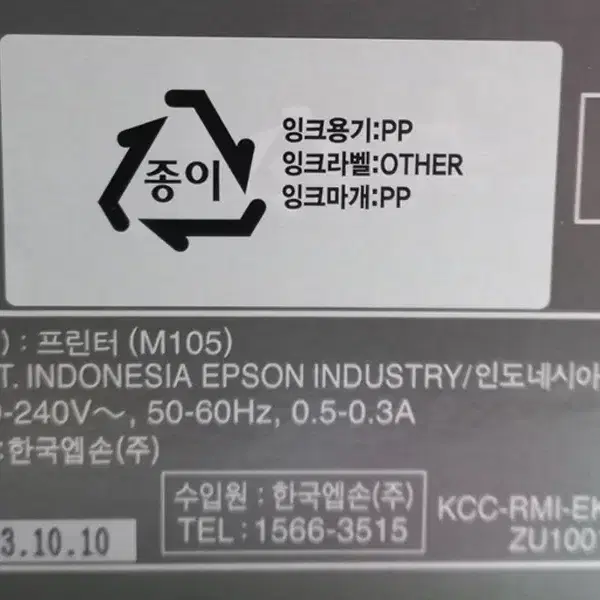 종이
잉크용기:PP
잉크라벨:OTHER
잉크마개:PP
) : 프린터 (M105)
T. INDONESIA EPSON INDUSTRY/인도네시아
-240V~, 50-60Hz, 0.5-0.3A
:한국엡손(주)
수입원 : 한국엡손(주)
TEL : 1566-3515
KCC-RMI-EK
ZU100
3.10.10